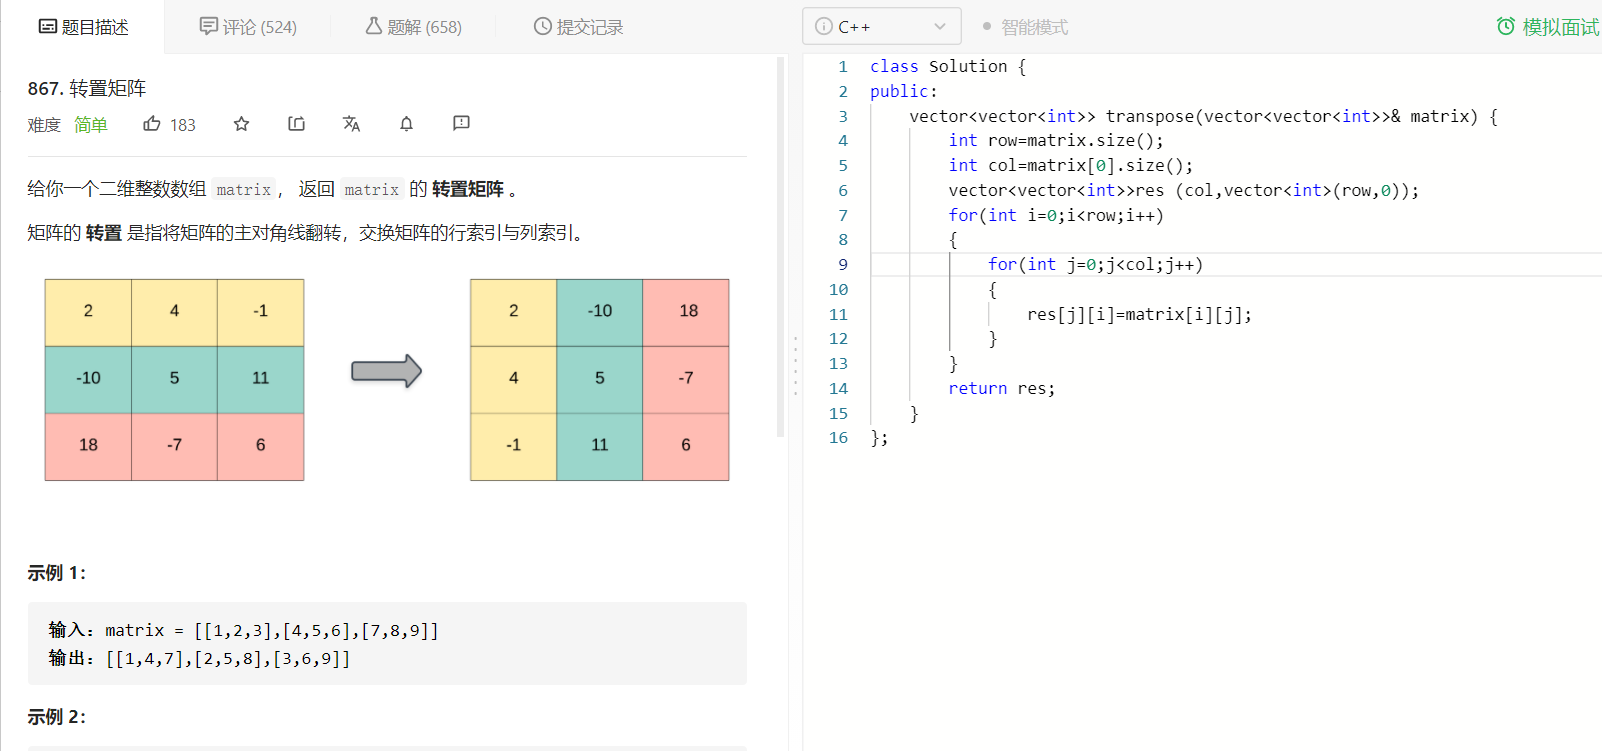 题目描述
评论 (524)
题解 (658)
提交记录
867. 转置矩阵
难度 简单 183
给你一个二维整数数组 matrix， 返回 matrix 的 转置矩阵 。
矩阵的 转置 是指将矩阵的主对角线翻转，交换矩阵的行索引与列索引。
2 4 -1
-10 5 11
18 -7 6
2 -10 18
4 5 -7
-1 11 6
示例 1：
输入：matrix = [[1,2,3],[4,5,6],[7,8,9]]
输出：[[1,4,7],[2,5,8],[3,6,9]]
示例 2：
C++
智能模式
模拟面试
1 class Solution {
2 public:
3     vector<vector<int>> transpose(vector<vector<int>>& matrix) {
4         int row=matrix.size();
5         int col=matrix[0].size();
6         vector<vector<int>>res (col,vector<int>(row,0));
7         for(int i=0;i<row;i++)
8         {
9             for(int j=0;j<col;j++)
10             {
11                 res[j][i]=matrix[i][j];
12             }
13         }
14         return res;
15     }
16 };